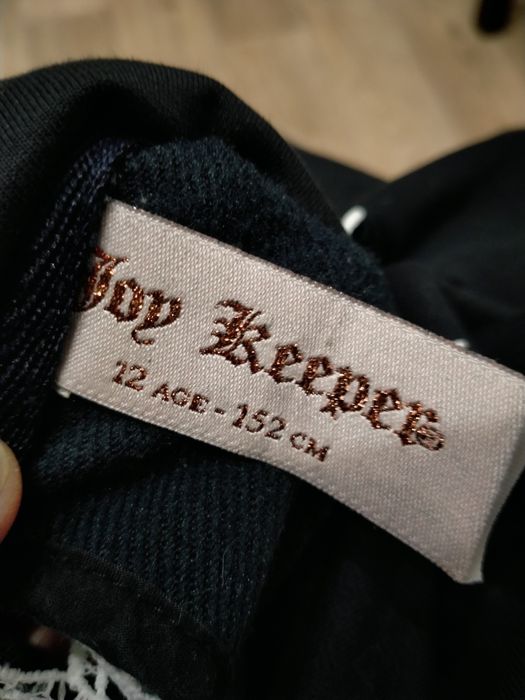 Joy Keeper®
12 AGE - 152 CM